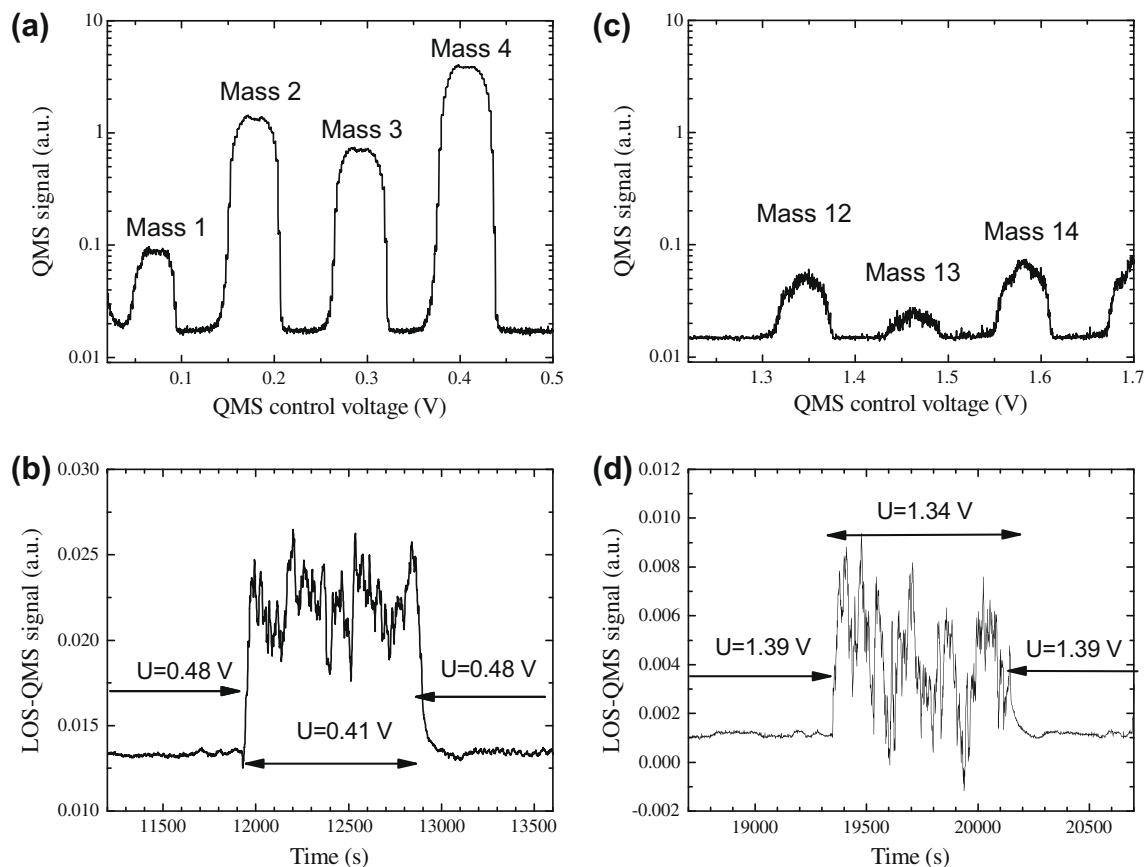 (a)
10
1
0.1
0.01
QMS signal (a.u.)
Mass 1
Mass 2
Mass 3
Mass 4
0.1 0.2 0.3 0.4 0.5
QMS control voltage (V)
(c)
10
1
0.1
0.01
QMS signal (a.u.)
Mass 12
Mass 13
Mass 14
1.3 1.4 1.5 1.6 1.7
QMS control voltage (V)
(b)
0.030
0.025
0.020
0.015
0.010
LOS-QMS signal (a.u.)
U=0.48 V
U=0.48 V
U=0.41 V
11500 12000 12500 13000 13500
Time (s)
(d)
0.012
0.010
0.008
0.006
0.004
0.002
0.000
-0.002
LOS-QMS signal (a.u.)
U=1.34 V
U=1.39 V
U=1.39 V
19000 19500 20000 20500
Time (s)